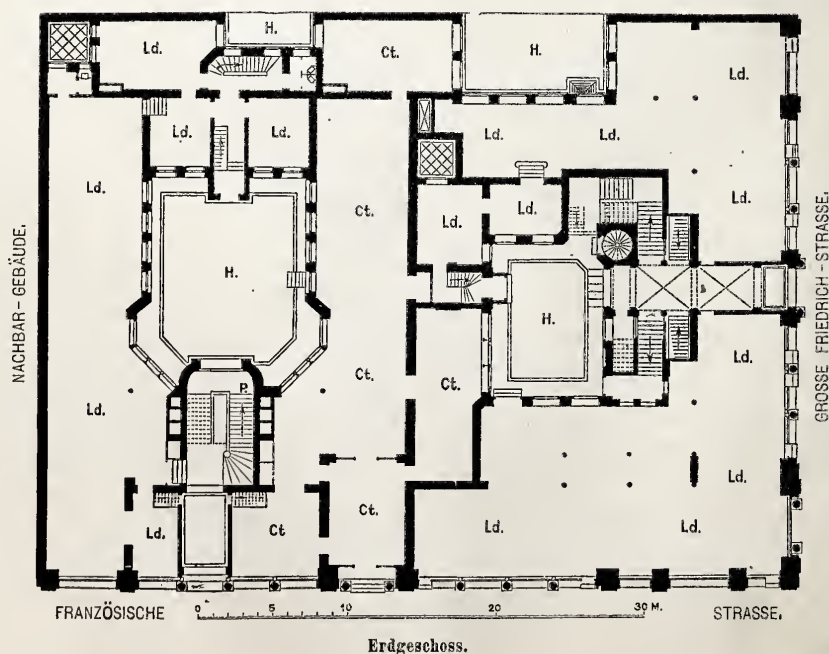 H.
Ld.
Ct.
H.
Ld.
Ld.
Ld.
Ld.
Ld.
Ld.
Ct.
Ld.
Ld.
Ld.
H.
H.
Ct.
Ct.
Ld.
Ld.
P.
Ld.
Ld.
Ct
Ct.
Ld.
Ld.
NACHBAR-GEBÄUDE.
GROSSE FRIEDRICH-STRASSE.
FRANZÖSISCHE
0 5 10 20 30 M.
STRASSE.
Erdgeschoss.